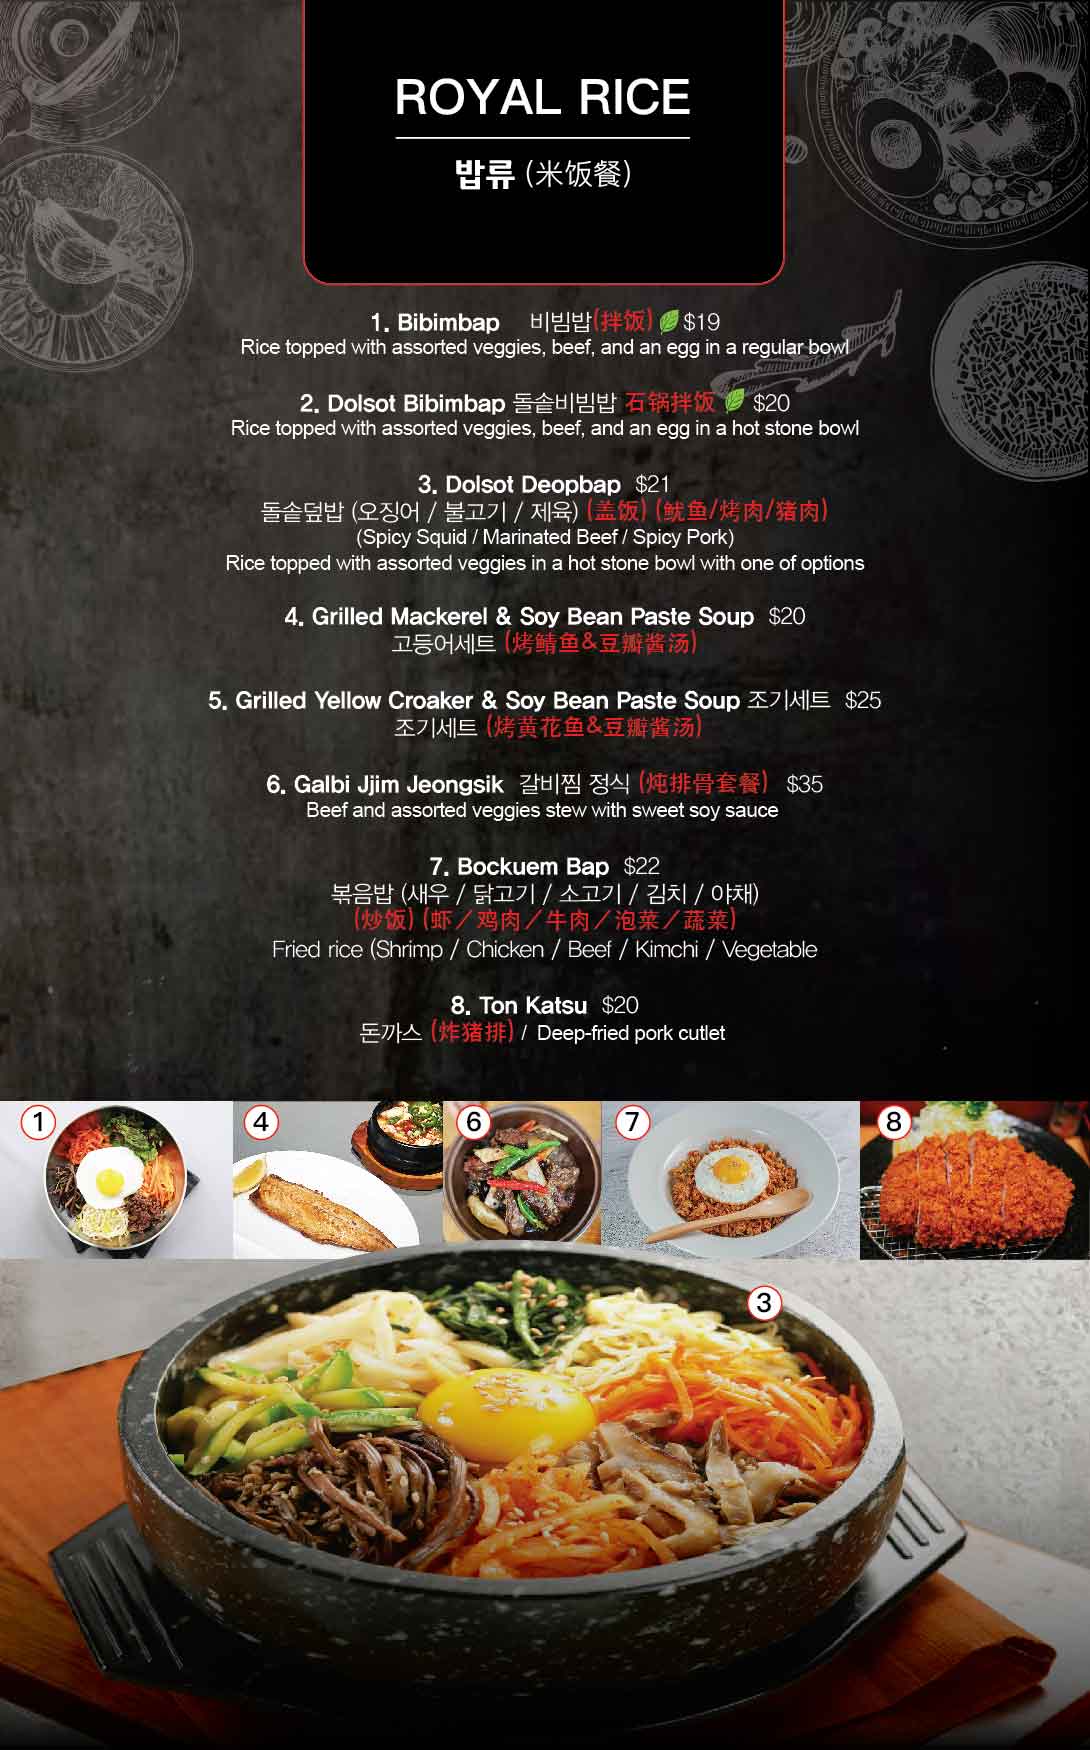 ROYAL RICE
밥류 (米饭餐)
1. Bibimbap 비빔밥(拌饭) $19
Rice topped with assorted veggies, beef, and an egg in a regular bowl
2. Dolsot Bibimbap 돌솥비빔밥 石锅拌饭 $20
Rice topped with assorted veggies, beef, and an egg in a hot stone bowl
3. Dolsot Deopbap $21
돌솥덮밥 (오징어 / 불고기 / 제육) (盖饭) (鱿鱼/烤肉/猪肉)
(Spicy Squid / Marinated Beef / Spicy Pork)
Rice topped with assorted veggies in a hot stone bowl with one of options
4. Grilled Mackerel & Soy Bean Paste Soup $20
고등어세트 (烤鲭鱼&豆瓣酱汤)
5. Grilled Yellow Croaker & Soy Bean Paste Soup 조기세트 $25
조기세트 (烤黄花鱼&豆瓣酱汤)
6. Galbi Jjim Jeongsik 갈비찜 정식 (炖排骨套餐) $35
Beef and assorted veggies stew with sweet soy sauce
7. Bockuem Bap $22
볶음밥 (새우 / 닭고기 / 소고기 / 김치 / 야채)
(炒饭) (虾／鸡肉／牛肉／泡菜／蔬菜)
Fried rice (Shrimp / Chicken / Beef / Kimchi / Vegetable
8. Ton Katsu $20
돈까스 (炸猪排) / Deep-fried pork cutlet
1 4 6 7 8
3